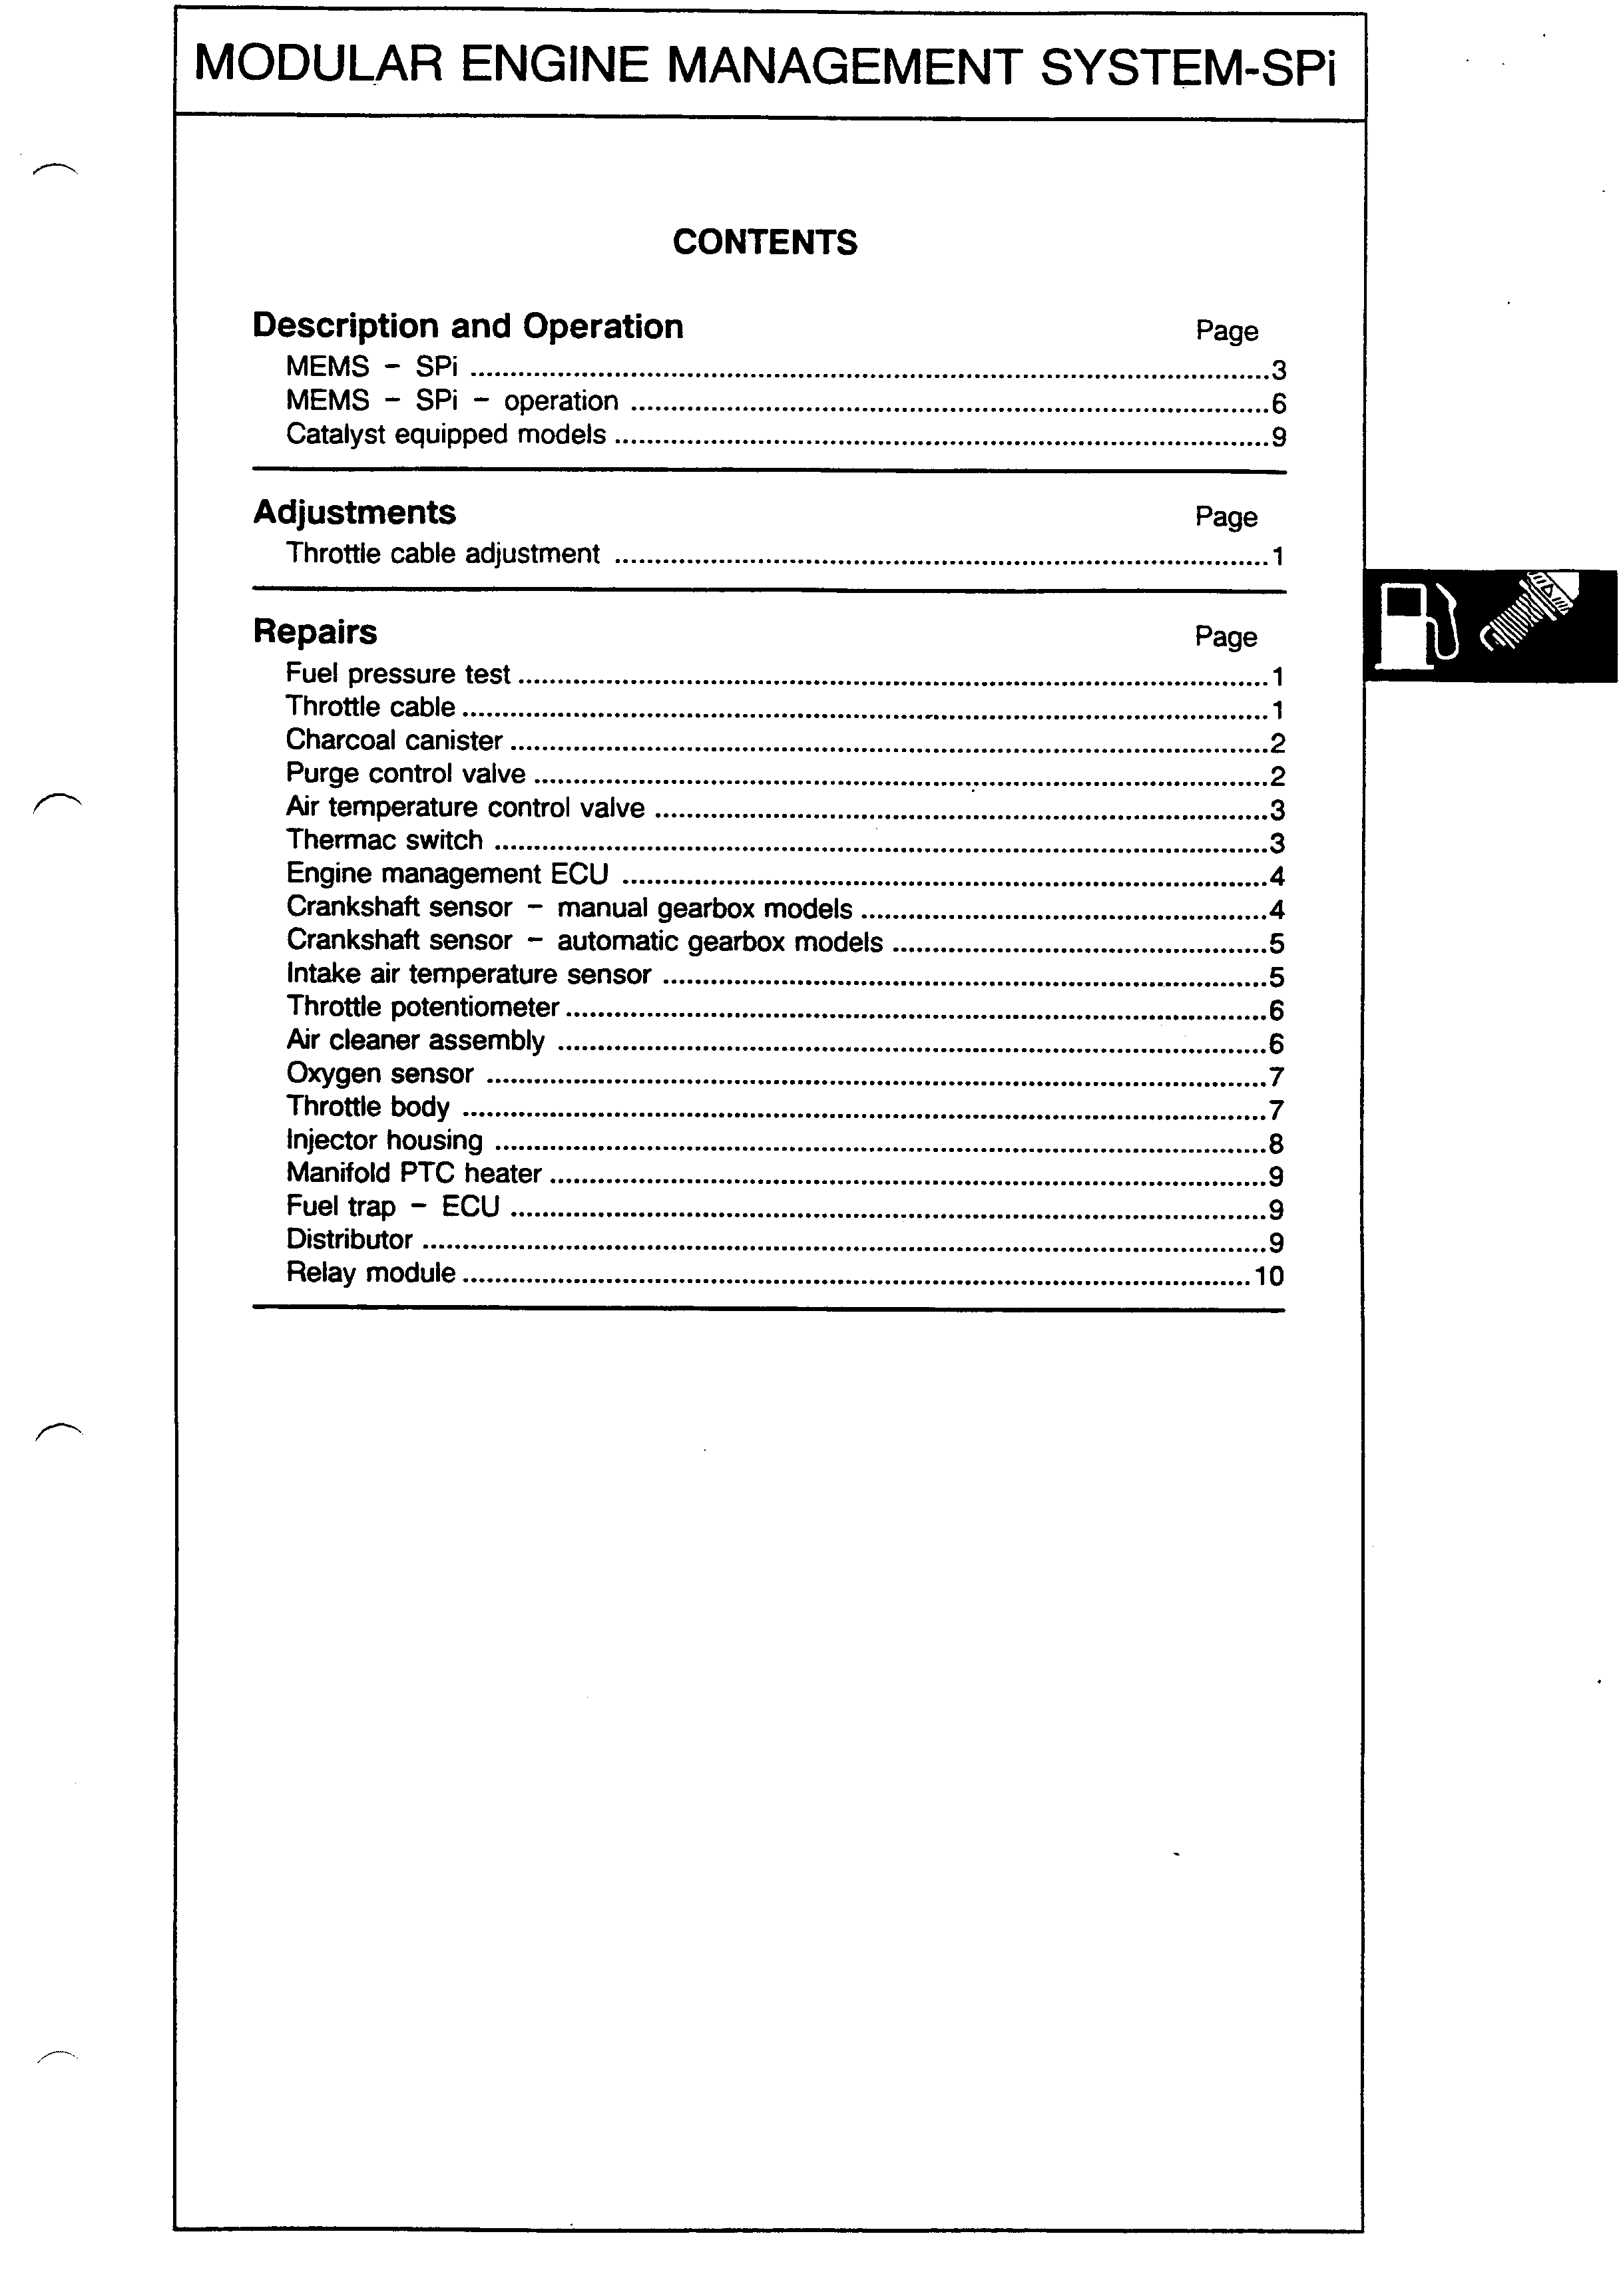 MODULAR ENGINE MANAGEMENT SYSTEM-SPi
CONTENTS
Description and Operation Page
MEMS - SPi ........ 3
MEMS - SPi - operation ........ 6
Catalyst equipped models ........ 9
Adjustments Page
Throttle cable adjustment ........ 1
Repairs Page
Fuel pressure test ........ 1
Throttle cable ........ 1
Charcoal canister ........ 2
Purge control valve ........ 2
Air temperature control valve ........ 3
Thermac switch ........ 3
Engine management ECU ........ 4
Crankshaft sensor - manual gearbox models ........ 4
Crankshaft sensor - automatic gearbox models ........ 5
Intake air temperature sensor ........ 5
Throttle potentiometer ........ 6
Air cleaner assembly ........ 6
Oxygen sensor ........ 7
Throttle body ........ 7
Injector housing ........ 8
Manifold PTC heater ........ 9
Fuel trap - ECU ........ 9
Distributor ........ 9
Relay module ........ 10